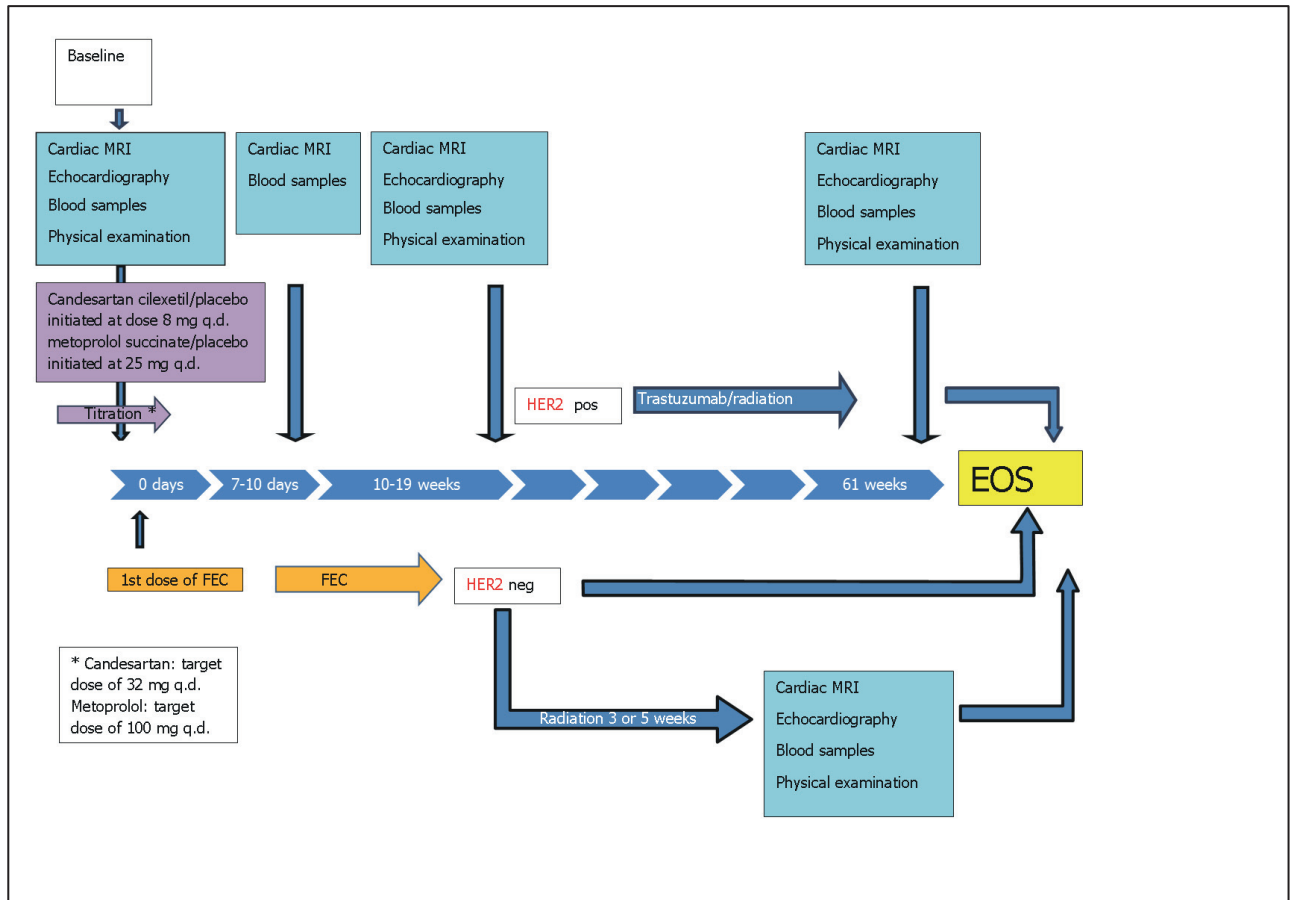 Baseline
Cardiac MRI
Echocardiography
Blood samples
Physical examination
Cardiac MRI
Blood samples
Cardiac MRI
Echocardiography
Blood samples
Physical examination
Cardiac MRI
Echocardiography
Blood samples
Physical examination
Candesartan cilexetil/placebo
initiated at dose 8 mg q.d.
metoprolol succinate/placebo
initiated at 25 mg q.d.
Titration *
HER2 pos
Trastuzumab/radiation
0 days
7-10 days
10-19 weeks
61 weeks
EOS
1st dose of FEC
FEC
HER2 neg
* Candesartan: target
dose of 32 mg q.d.
Metoprolol: target
dose of 100 mg q.d.
Radiation 3 or 5 weeks
Cardiac MRI
Echocardiography
Blood samples
Physical examination